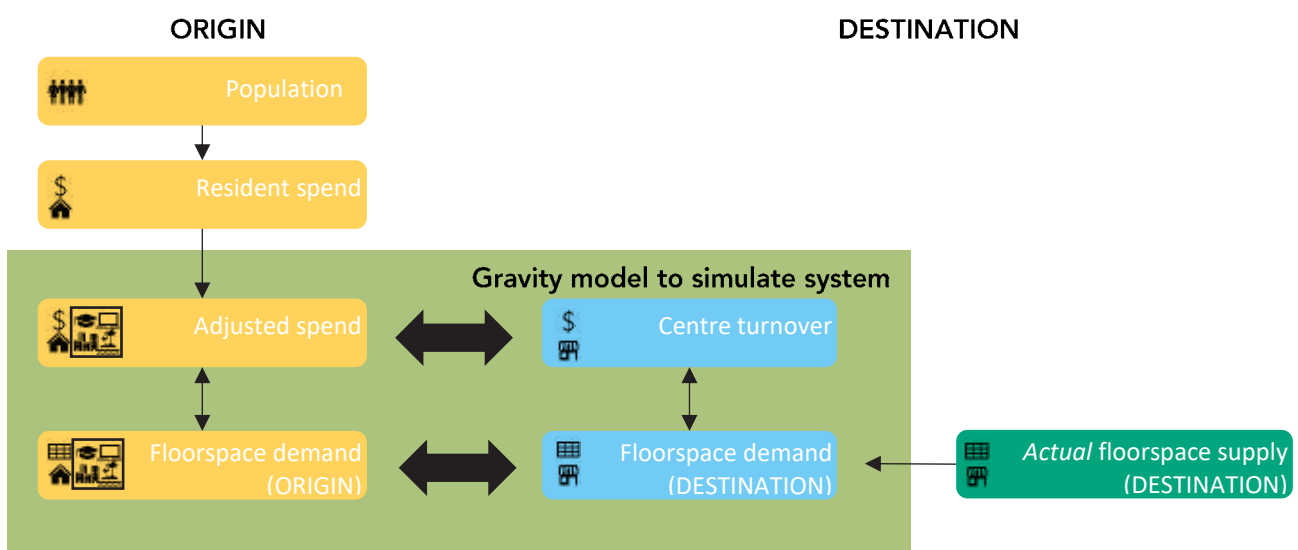 ORIGIN
DESTINATION
Population
$
Resident spend
Gravity model to simulate system
$
Adjusted spend
$
Centre turnover
Floorspace demand
(ORIGIN)
Floorspace demand
(DESTINATION)
Actual floorspace supply
(DESTINATION)